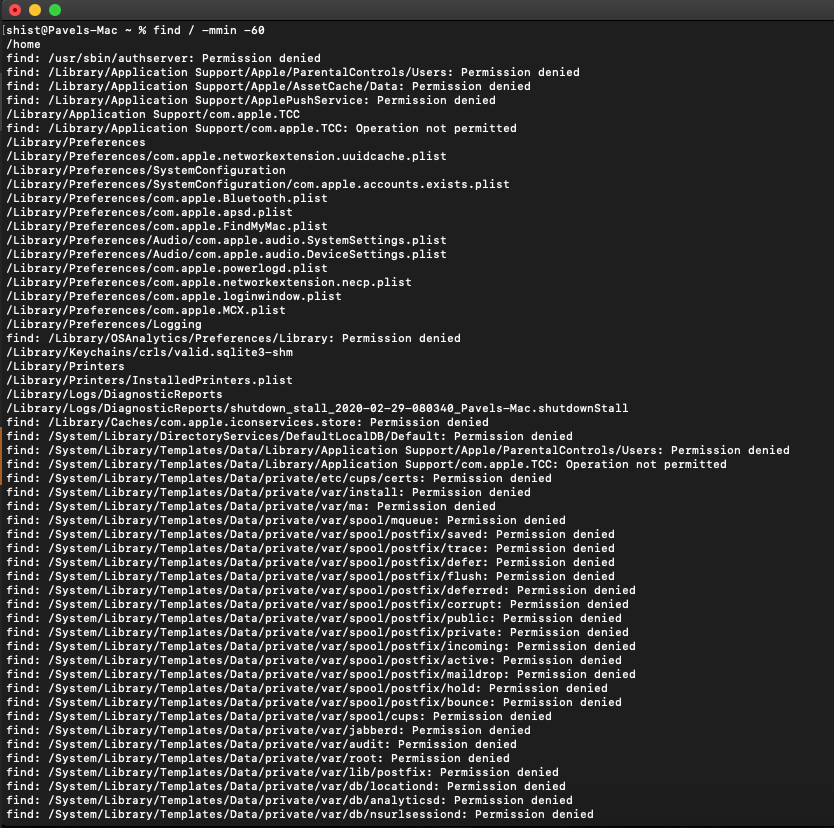 [shist@Pavels-Mac ~ % find / -mmin -60
/home
find: /usr/sbin/authserver: Permission denied
find: /Library/Application Support/Apple/ParentalControls/Users: Permission denied
find: /Library/Application Support/Apple/AssetCache/Data: Permission denied
find: /Library/Application Support/ApplePushService: Permission denied
/Library/Application Support/com.apple.TCC
find: /Library/Application Support/com.apple.TCC: Operation not permitted
/Library/Preferences
/Library/Preferences/com.apple.networkextension.uuidcache.plist
/Library/Preferences/SystemConfiguration
/Library/Preferences/SystemConfiguration/com.apple.accounts.exists.plist
/Library/Preferences/com.apple.Bluetooth.plist
/Library/Preferences/com.apple.apsd.plist
/Library/Preferences/com.apple.FindMyMac.plist
/Library/Preferences/Audio/com.apple.audio.SystemSettings.plist
/Library/Preferences/Audio/com.apple.audio.DeviceSettings.plist
/Library/Preferences/com.apple.powerlogd.plist
/Library/Preferences/com.apple.networkextension.necp.plist
/Library/Preferences/com.apple.loginwindow.plist
/Library/Preferences/com.apple.MCX.plist
/Library/Preferences/Logging
find: /Library/OSAnalytics/Preferences/Library: Permission denied
/Library/Keychains/crls/valid.sqlite3-shm
/Library/Printers
/Library/Printers/InstalledPrinters.plist
/Library/Logs/DiagnosticReports
/Library/Logs/DiagnosticReports/shutdown_stall_2020-02-29-080340_Pavels-Mac.shutdownStall
find: /Library/Caches/com.apple.iconservices.store: Permission denied
find: /System/Library/DirectoryServices/DefaultLocalDB/Default: Permission denied
find: /System/Library/Templates/Data/Library/Application Support/Apple/ParentalControls/Users: Permission denied
find: /System/Library/Templates/Data/Library/Application Support/com.apple.TCC: Operation not permitted
find: /System/Library/Templates/Data/private/etc/cups/certs: Permission denied
find: /System/Library/Templates/Data/private/var/install: Permission denied
find: /System/Library/Templates/Data/private/var/ma: Permission denied
find: /System/Library/Templates/Data/private/var/spool/mqueue: Permission denied
find: /System/Library/Templates/Data/private/var/spool/postfix/saved: Permission denied
find: /System/Library/Templates/Data/private/var/spool/postfix/trace: Permission denied
find: /System/Library/Templates/Data/private/var/spool/postfix/defer: Permission denied
find: /System/Library/Templates/Data/private/var/spool/postfix/flush: Permission denied
find: /System/Library/Templates/Data/private/var/spool/postfix/deferred: Permission denied
find: /System/Library/Templates/Data/private/var/spool/postfix/corrupt: Permission denied
find: /System/Library/Templates/Data/private/var/spool/postfix/public: Permission denied
find: /System/Library/Templates/Data/private/var/spool/postfix/private: Permission denied
find: /System/Library/Templates/Data/private/var/spool/postfix/incoming: Permission denied
find: /System/Library/Templates/Data/private/var/spool/postfix/active: Permission denied
find: /System/Library/Templates/Data/private/var/spool/postfix/maildrop: Permission denied
find: /System/Library/Templates/Data/private/var/spool/postfix/hold: Permission denied
find: /System/Library/Templates/Data/private/var/spool/postfix/bounce: Permission denied
find: /System/Library/Templates/Data/private/var/spool/cups: Permission denied
find: /System/Library/Templates/Data/private/var/jabberd: Permission denied
find: /System/Library/Templates/Data/private/var/audit: Permission denied
find: /System/Library/Templates/Data/private/var/root: Permission denied
find: /System/Library/Templates/Data/private/var/lib/postfix: Permission denied
find: /System/Library/Templates/Data/private/var/db/locationd: Permission denied
find: /System/Library/Templates/Data/private/var/db/analyticsd: Permission denied
find: /System/Library/Templates/Data/private/var/db/nsurlsessiond: Permission denied